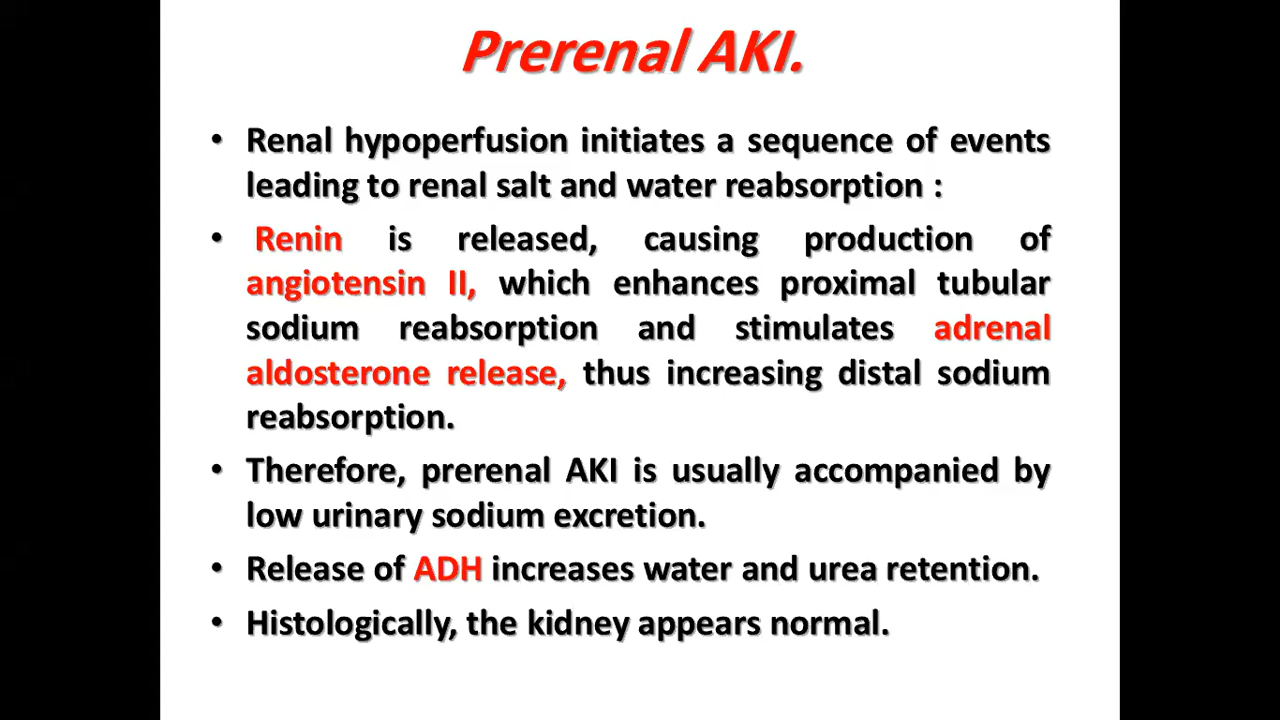 Prerenal AKI.
• Renal hypoperfusion initiates a sequence of events
leading to renal salt and water reabsorption :
• Renin is released, causing production of
angiotensin II, which enhances proximal tubular
sodium reabsorption and stimulates adrenal
aldosterone release, thus increasing distal sodium
reabsorption.
• Therefore, prerenal AKI is usually accompanied by
low urinary sodium excretion.
• Release of ADH increases water and urea retention.
• Histologically, the kidney appears normal.